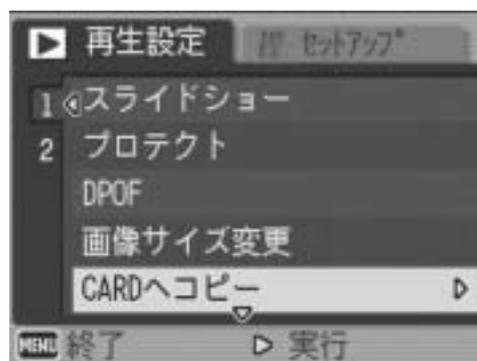 再生設定 セットアップ
1 スライドショー
2 プロテクト
DPOF
画像サイズ変更
CARDへコピー
MENU 終了 実行